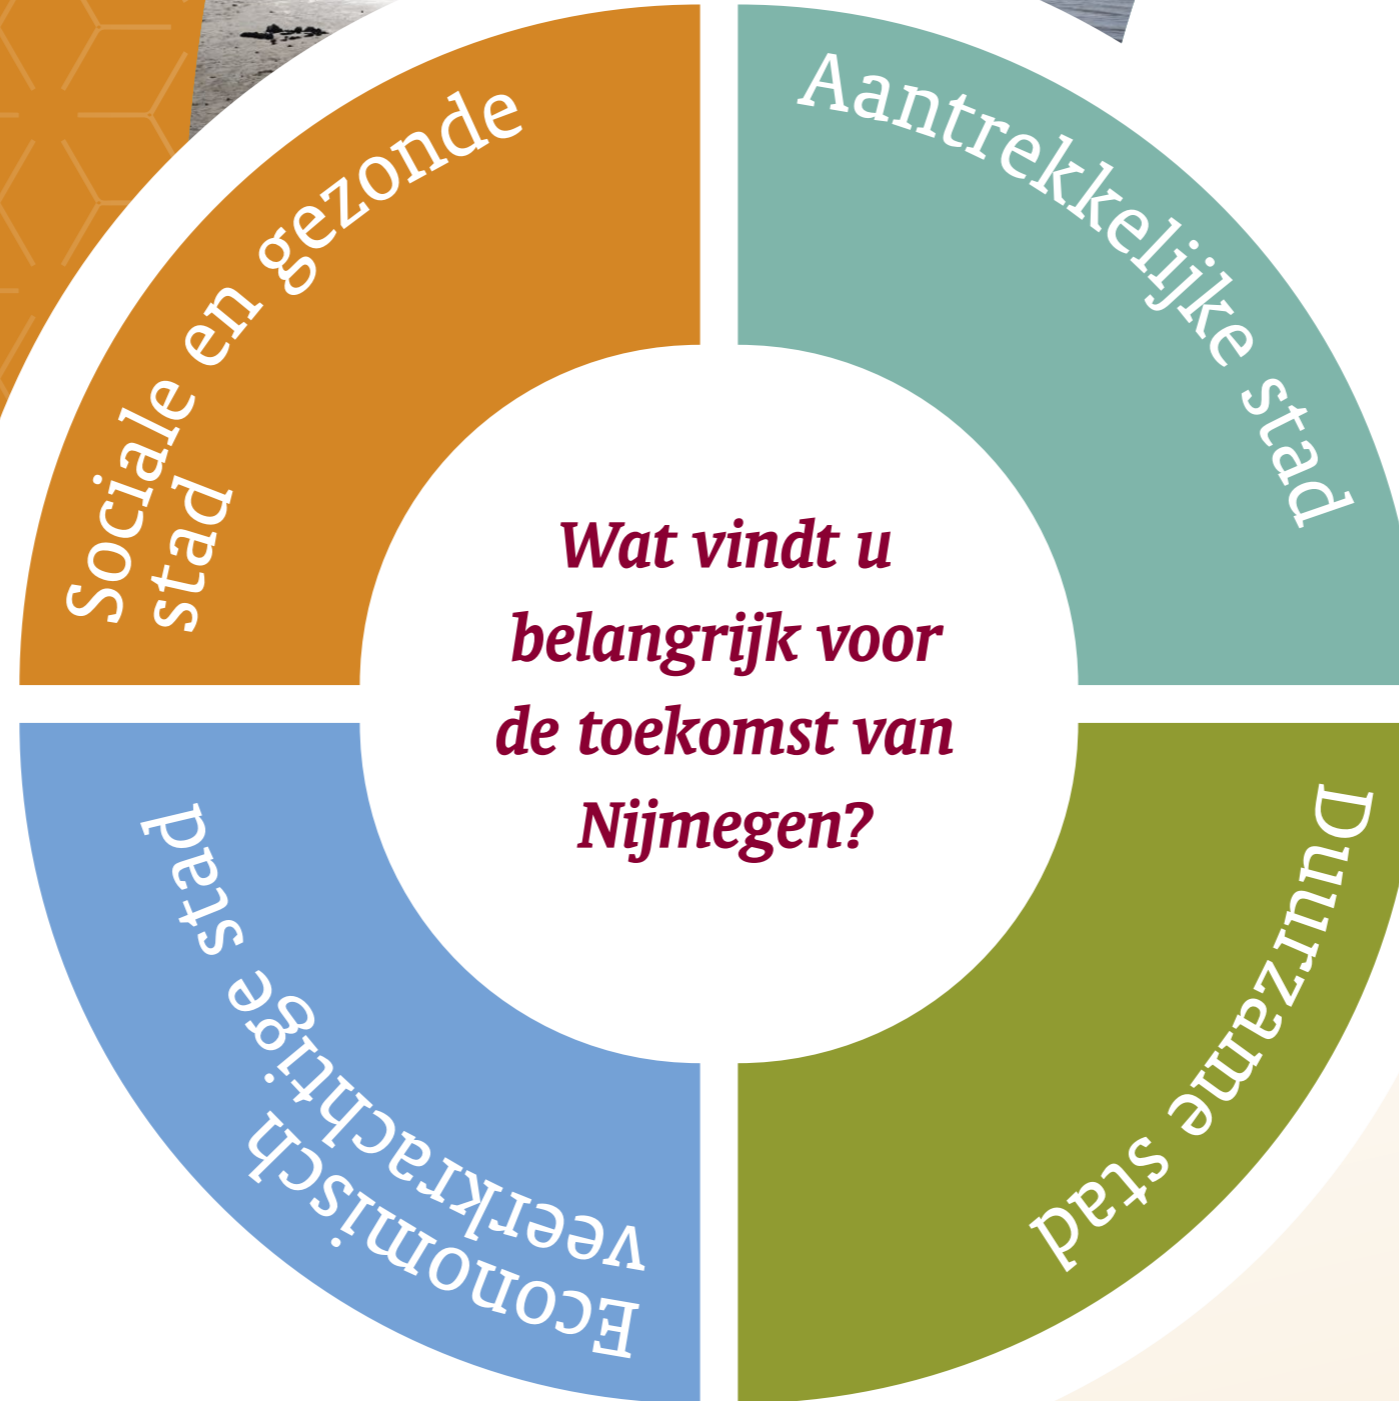 Sociale en gezonde
stad
Aantrekkelijke stad
Wat vindt u
belangrijk voor
de toekomst van
Nijmegen?
Duurzame stad
Economisch
veerkrachtige stad